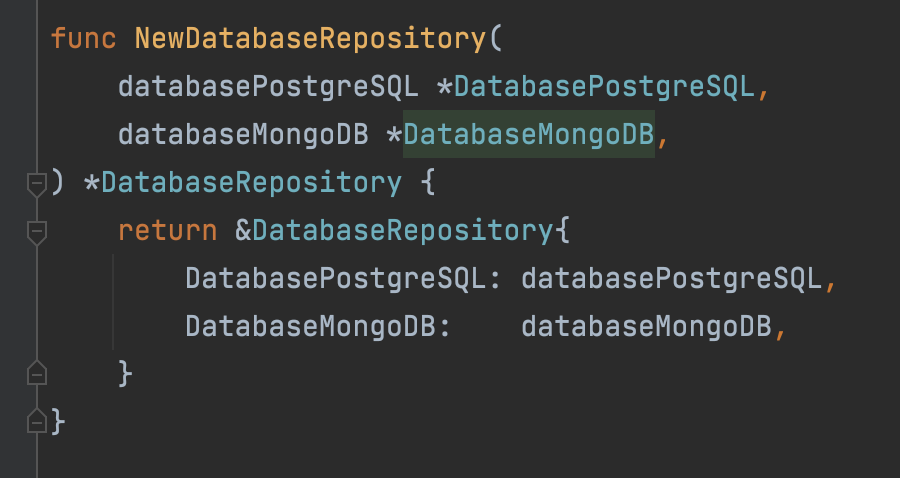 func NewDatabaseRepository(
    databasePostgreSQL *DatabasePostgreSQL,
    databaseMongoDB *DatabaseMongoDB,
) *DatabaseRepository {
    return &DatabaseRepository{
        DatabasePostgreSQL: databasePostgreSQL,
        DatabaseMongoDB:    databaseMongoDB,
    }
}